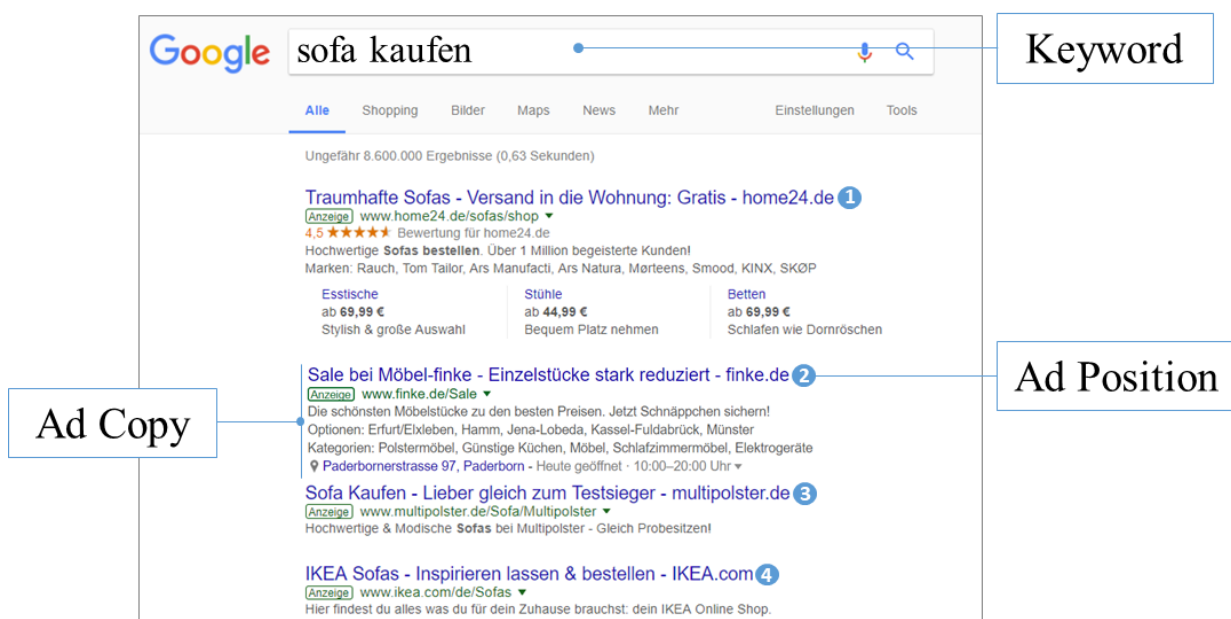 Google sofa kaufen Keyword
Alle Shopping Bilder Maps News Mehr Einstellungen Tools
Ungefähr 8.600.000 Ergebnisse (0,63 Sekunden)
Traumhafte Sofas - Versand in die Wohnung: Gratis - home24.de 1
Anzeige www.home24.de/sofas/shop
4,5 Bewertung für home24.de
Hochwertige Sofas bestellen. Über 1 Million begeisterte Kunden!
Marken: Rauch, Tom Tailor, Ars Manufacti, Ars Natura, Mørteens, Smood, KINX, SKØP
Esstische Stühle Betten
ab 69,99 € ab 44,99 € ab 69,99 €
Stylish & große Auswahl Bequem Platz nehmen Schlafen wie Dornröschen
Sale bei Möbel-finke - Einzelstücke stark reduziert - finke.de 2
Ad Position
Anzeige www.finke.de/Sale
Die schönsten Möbelstücke zu den besten Preisen. Jetzt Schnäppchen sichern!
Ad Copy
Optionen: Erfurt/Elxleben, Hamm, Jena-Lobeda, Kassel-Fuldabrück, Münster
Kategorien: Polstermöbel, Günstige Küchen, Möbel, Schlafzimmermöbel, Elektrogeräte
Paderbornerstrasse 97, Paderborn - Heute geöffnet · 10:00–20:00 Uhr
Sofa Kaufen - Lieber gleich zum Testsieger - multipolster.de 3
Anzeige www.multipolster.de/Sofa/Multipolster
Hochwertige & Modische Sofas bei Multipolster - Gleich Probesitzen!
IKEA Sofas - Inspirieren lassen & bestellen - IKEA.com 4
Anzeige www.ikea.com/de/Sofas
Hier findest du alles was du für dein Zuhause brauchst: dein IKEA Online Shop.